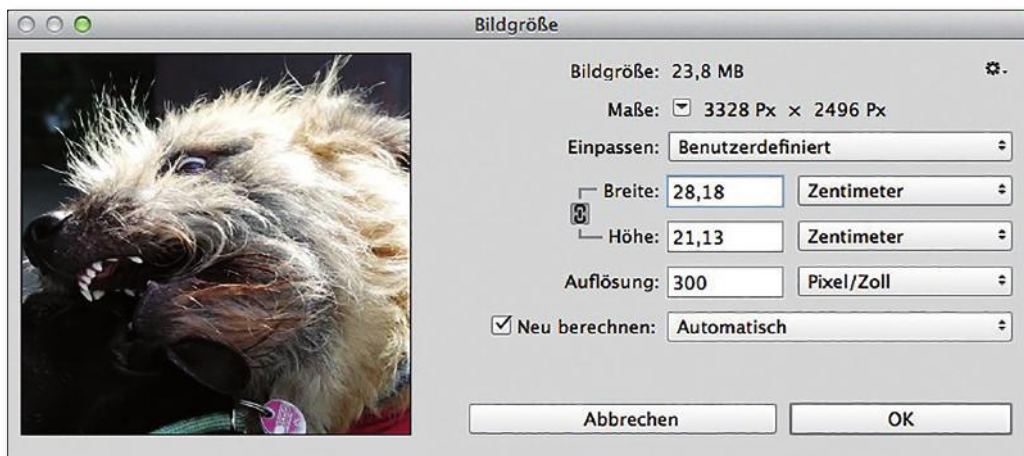 Bildgröße
Bildgröße: 23,8 MB
Maße: 3328 Px × 2496 Px
Einpassen: Benutzerdefiniert
Breite: 28,18 Zentimeter
Höhe: 21,13 Zentimeter
Auflösung: 300 Pixel/Zoll
Neu berechnen: Automatisch
Abbrechen OK